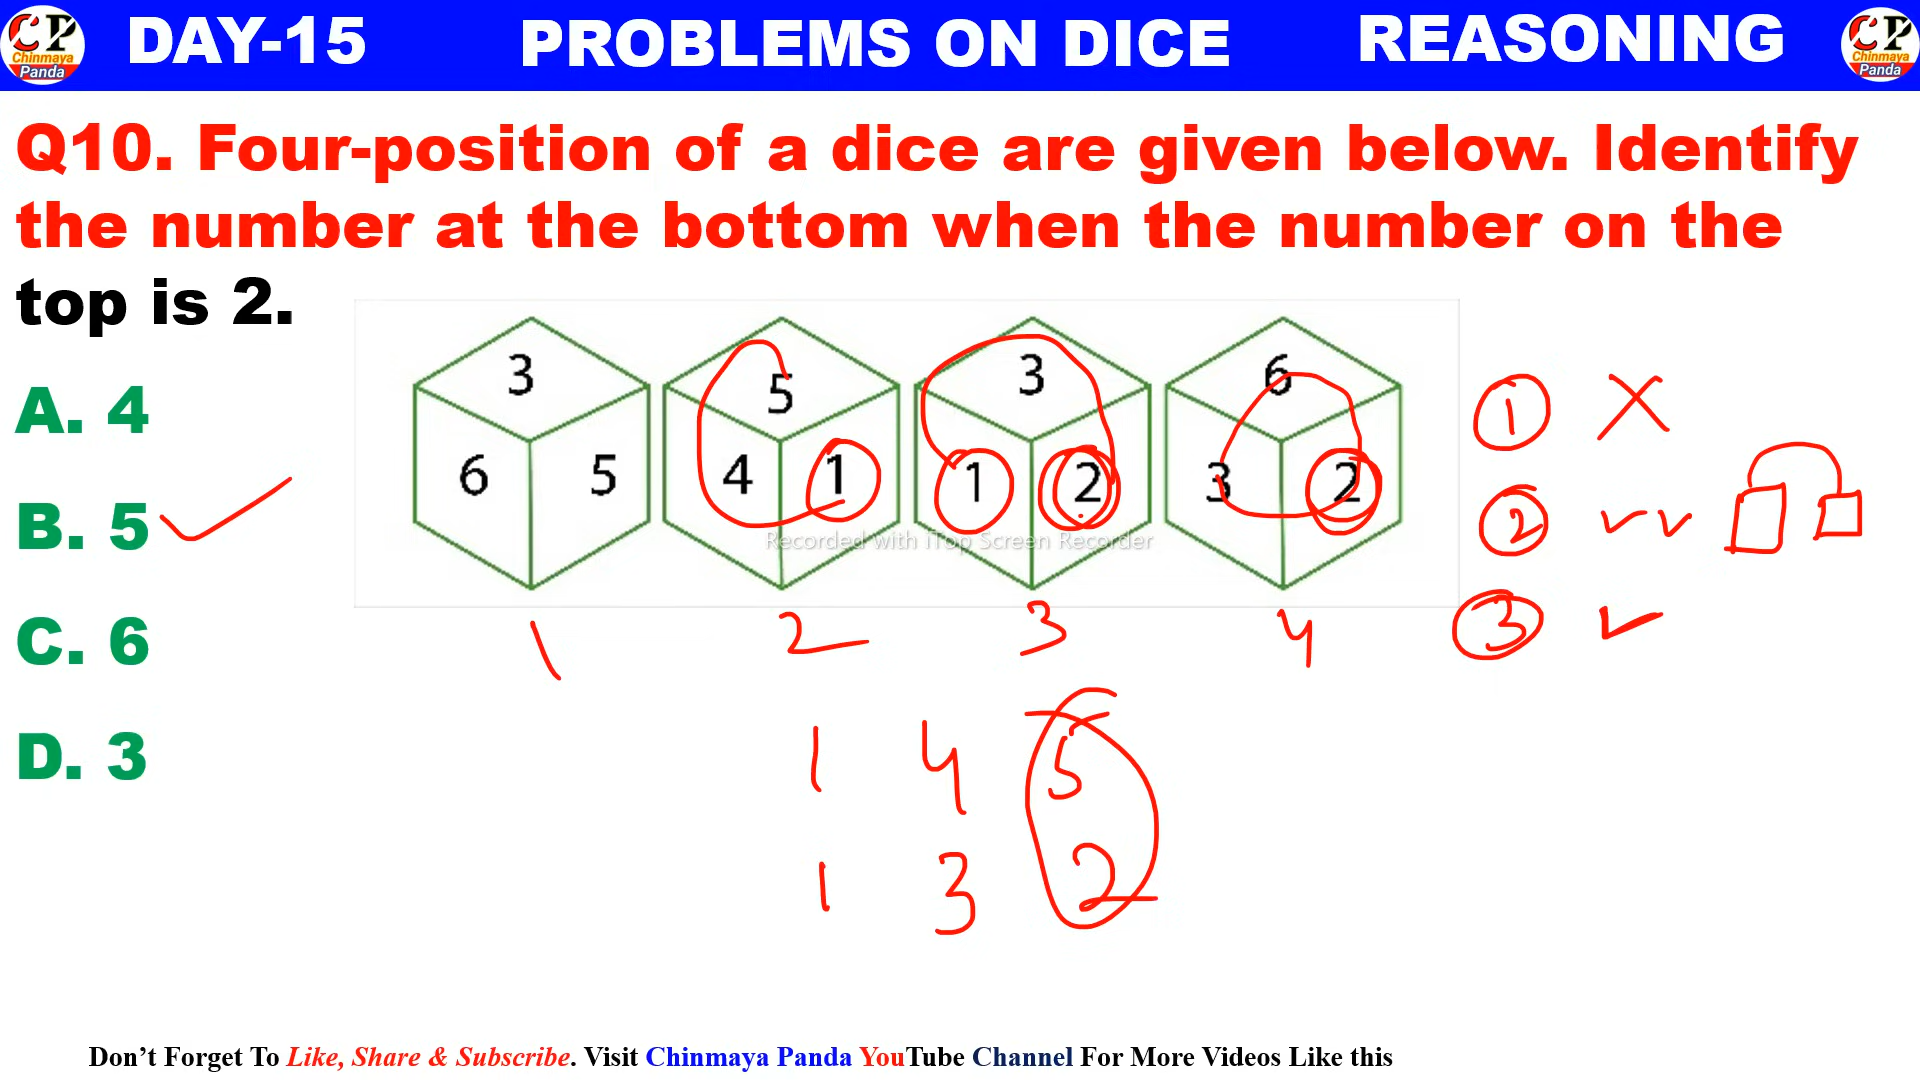 CP DAY-15 PROBLEMS ON DICE REASONING CP
Chinmaya Panda Chinmaya Panda
Q10. Four-position of a dice are given below. Identify
the number at the bottom when the number on the
top is 2.
A. 4
B. 5
C. 6
D. 3
3 5 3 6
6 5 4 1 1 2 3 2
Recorded with iTop Screen Recorder
1 2 3 4
1
2
3
1 4 5
1 3 2
Don't Forget To Like, Share & Subscribe. Visit Chinmaya Panda YouTube Channel For More Videos Like this